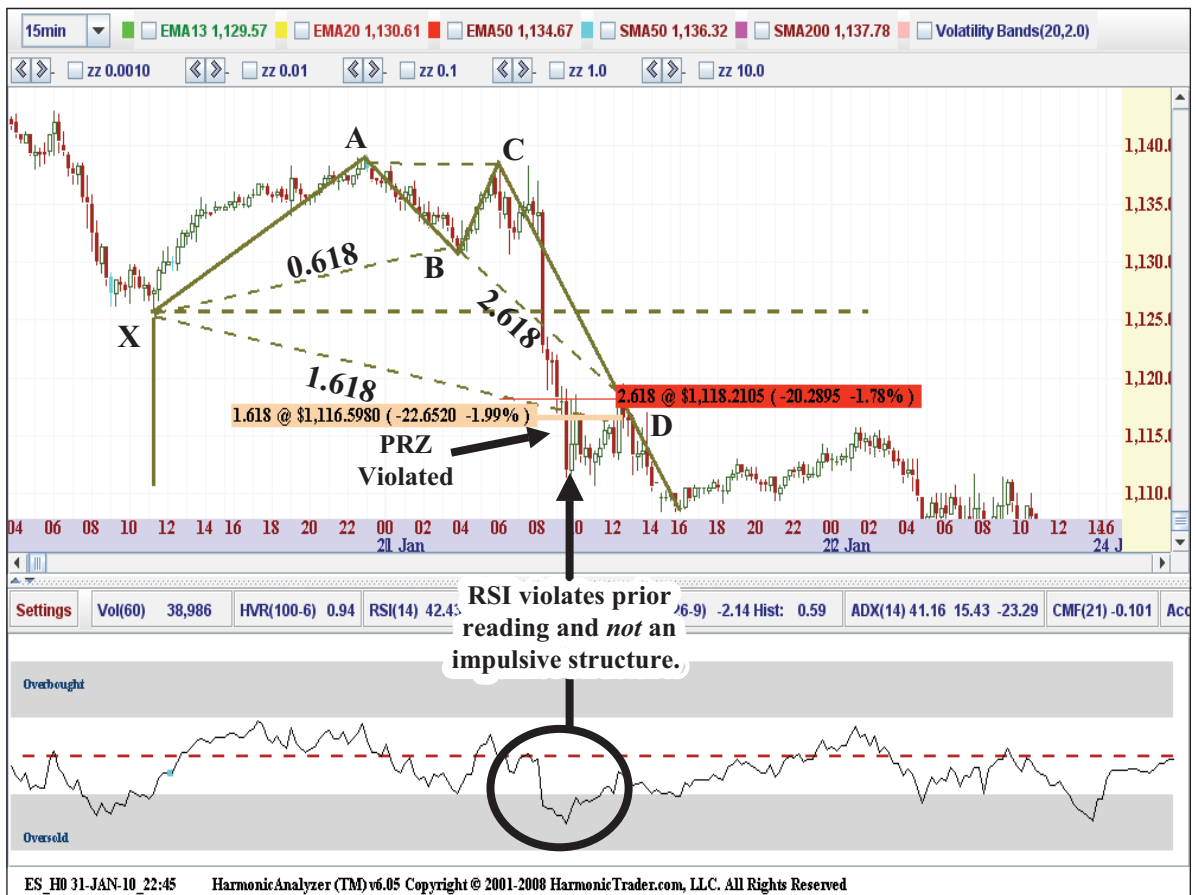 15min EMA13 1,129.57 EMA20 1,130.61 EMA50 1,134.67 SMA50 1,136.32 SMA200 1,137.78 Volatility Bands(20,2.0)
zz 0.0010 zz 0.01 zz 0.1 zz 1.0 zz 10.0
A
C
1,140.0
1,135.0
B
0.618
1,130.0
X
2.618
1,125.0
1.618
1,120.0
2.618 @ $1,118.2105 ( -20.2895 -1.78% )
1.618 @ $1,116.5980 ( -22.6520 -1.99% )
D
1,115.0
PRZ
Violated
1,110.0
04 06 08 10 12 14 16 18 20 22 00 02 04 06 08 10 12 14 16 18 20 22 00 02 04 06 08 10 12 14 16
21 Jan 22 Jan 24 J
RSI violates prior
reading and not an
impulsive structure.
Settings Vol(60) 38,986 HVR(100-6) 0.94 RSI(14) 42.43 26-9) -2.14 Hist: 0.59 ADX(14) 41.16 15.43 -23.29 CMF(21) -0.101 Acc
Overbought
Oversold
ES_H0 31-JAN-10_22:45 HarmonicAnalyzer (TM) v6.05 Copyright © 2001-2008 HarmonicTrader.com, LLC. All Rights Reserved